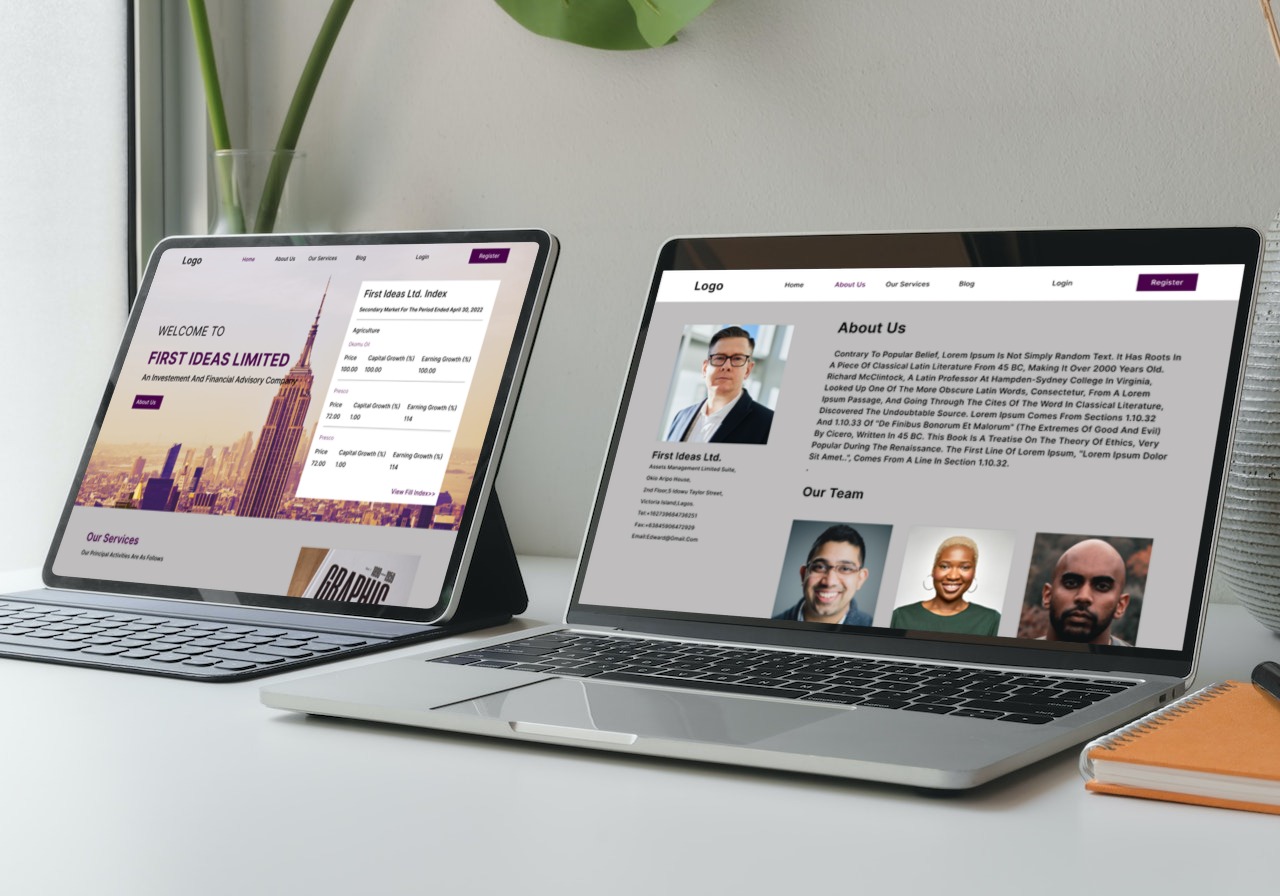 Logo
Home
About Us
Our Services
Blog
Login
Register
WELCOME TO
FIRST IDEAS LIMITED
An Investement And Financial Advisory Company
About Us
First Ideas Ltd. Index
Secondary Market For The Period Ended April 30, 2022
Agriculture
Okomu Oil
Price Capital Growth (%) Earning Growth (%)
100.00 100.00 100.00
Presco
Price Capital Growth (%) Earning Growth (%)
72.00 1.00 114
Presco
Price Capital Growth (%) Earning Growth (%)
72.00 1.00 114
View Fill Index>>
Our Services
Our Principal Activities Are As Follows
GRAPHIC
Logo
Home
About Us
Our Services
Blog
Login
Register
First Ideas Ltd.
Assets Management Limited Suite,
Okio Aripo House,
2nd Floor,5 Idowu Taylor Street,
Victoria Island,Lagos
Tel:+192739684736251
Fax:+63845906472929
Email:Edward@Gmail.Com
About Us
Contrary To Popular Belief, Lorem Ipsum Is Not Simply Random Text. It Has Roots In
A Piece Of Classical Latin Literature From 45 BC, Making It Over 2000 Years Old.
Richard McClintock, A Latin Professor At Hampden-Sydney College In Virginia,
Looked Up One Of The More Obscure Latin Words, Consectetur, From A Lorem
Ipsum Passage, And Going Through The Cites Of The Word In Classical Literature,
Discovered The Undoubtable Source. Lorem Ipsum Comes From Sections 1.10.32
And 1.10.33 Of "De Finibus Bonorum Et Malorum" (The Extremes Of Good And Evil)
By Cicero, Written In 45 BC. This Book Is A Treatise On The Theory Of Ethics, Very
Popular During The Renaissance. The First Line Of Lorem Ipsum, "Lorem Ipsum Dolor
Sit Amet..", Comes From A Line In Section 1.10.32.
.
Our Team